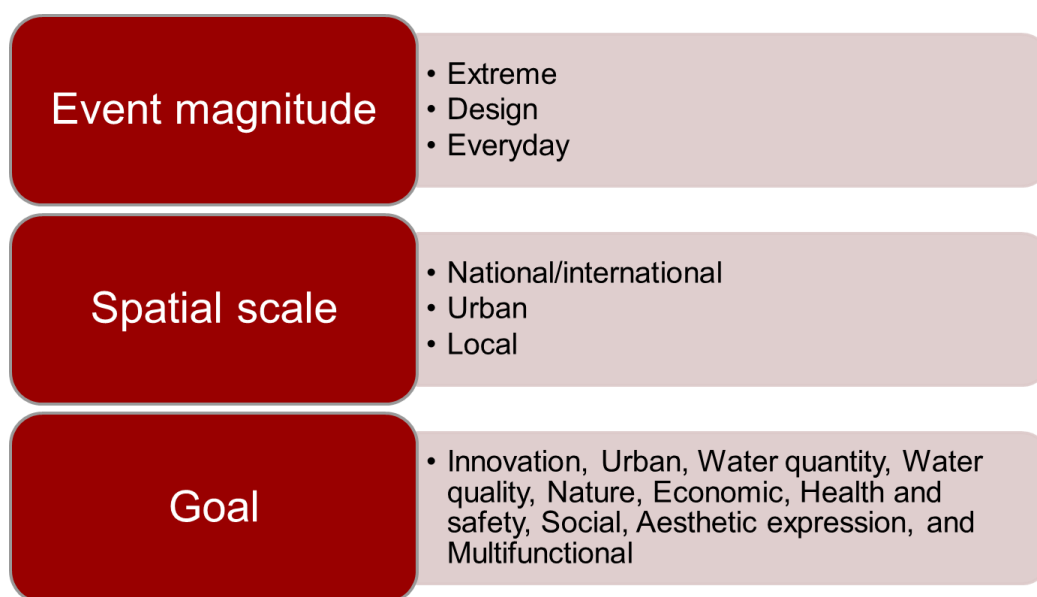 Event magnitude
• Extreme
• Design
• Everyday
Spatial scale
• National/international
• Urban
• Local
Goal
• Innovation, Urban, Water quantity, Water
quality, Nature, Economic, Health and
safety, Social, Aesthetic expression, and
Multifunctional